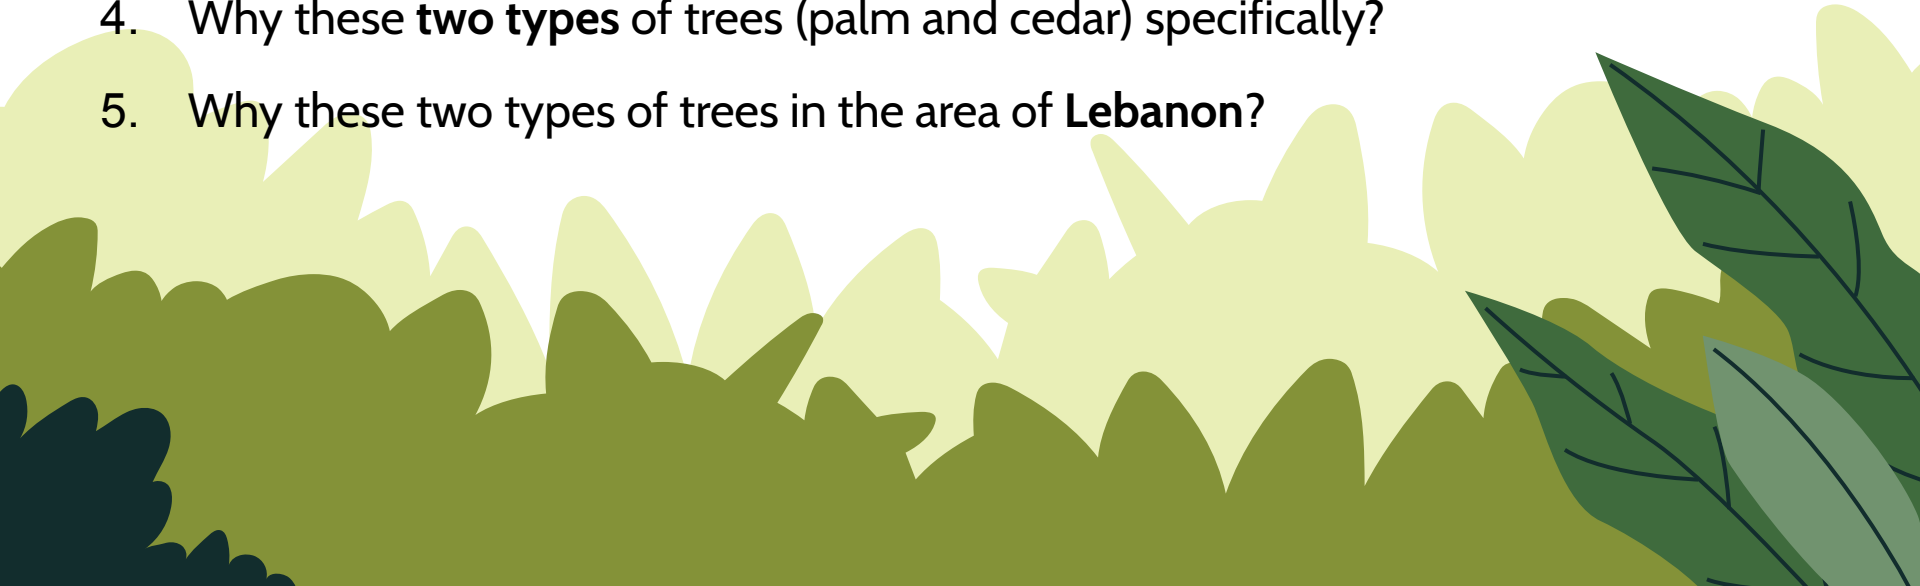 4. Why these two types of trees (palm and cedar) specifically?
5. Why these two types of trees in the area of Lebanon?